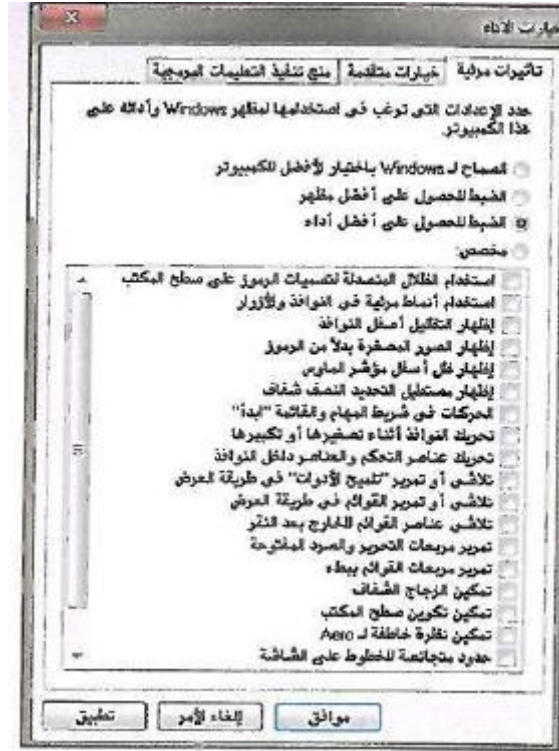 خيارات الأداء
تأثيرات مرئية
خيارات متقدمة
منع تنفيذ التعليمات البرمجية
حدد الإعدادات التي ترغب في استخدامها لمظهر Windows وأدائه على
هذا الكمبيوتر.
السماح لـ Windows باختيار الأفضل للكمبيوتر
الضبط للحصول على أفضل مظهر
الضبط للحصول على أفضل أداء
مخصص:
استخدام الظلال المنسدلة لتسميات الرموز على سطح المكتب
استخدام أنماط مرئية في النوافذ والأزرار
إظهار التظليل أسفل النوافذ
إظهار الصور المصغرة بدلاً من الرموز
إظهار ظل أسفل مؤشر الماوس
إظهار مستطيل التحديد النصف شفاف
الحركات في شريط المهام والقائمة "ابدأ"
تحريك النوافذ أثناء تصغيرها أو تكبيرها
تحريك عناصر التحكم والعناصر داخل النوافذ
تلاشي أو تمرير "تلميح الأدوات" في طريقة العرض
تلاشي أو تمرير القوائم في طريقة العرض
تلاشي عناصر القوائم للخارج بعد النقر
تمرير مربعات التحرير والسرد المفتوحة
تمرير مربعات القوائم ببطء
تمكين الزجاج الشفاف
تمكين تكوين سطح المكتب
تمكين نظرة خاطفة لـ Aero
حدود متجانسة للخطوط على الشاشة
موافق
إلغاء الأمر
تطبيق